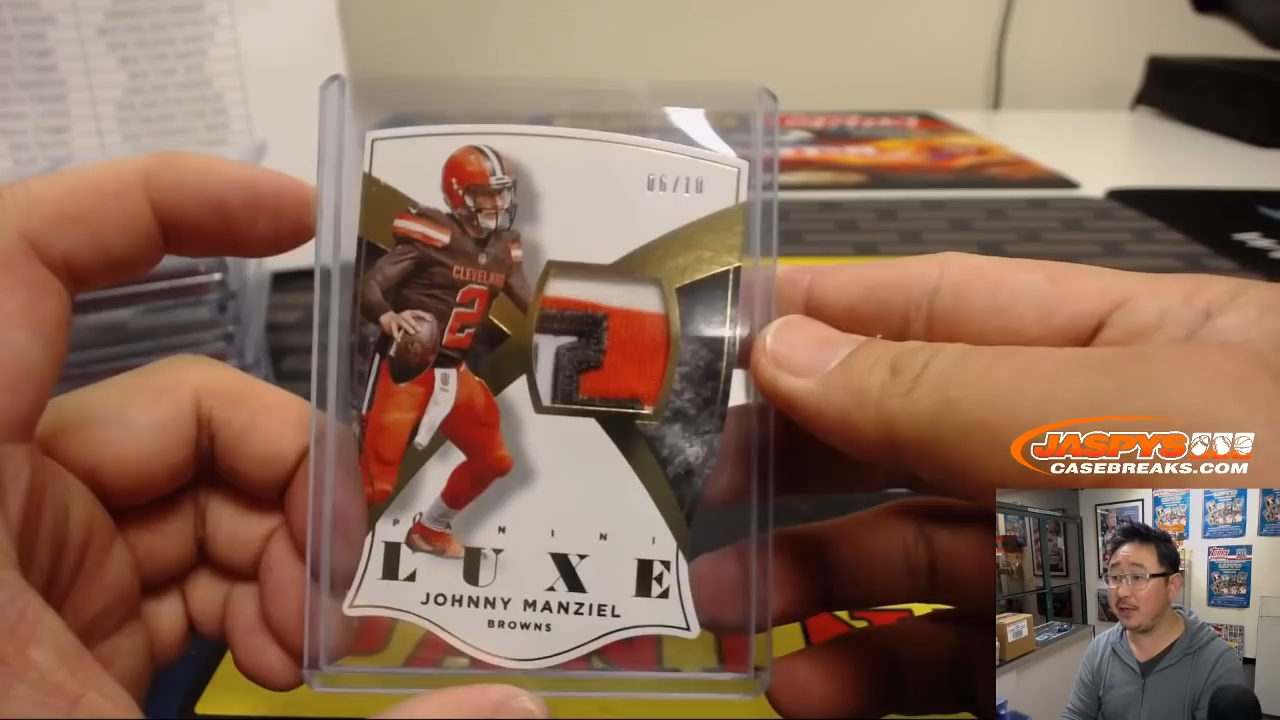 06/10
CLEVELAND
2
PANINI
LUXE
JOHNNY MANZIEL
BROWNS
JASPYS
CASEBREAKS.COM